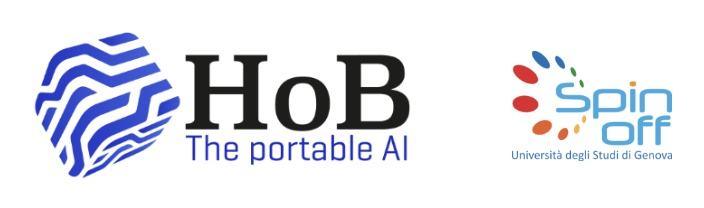 HoB
The portable AI
Spin
off
Università degli Studi di Genova